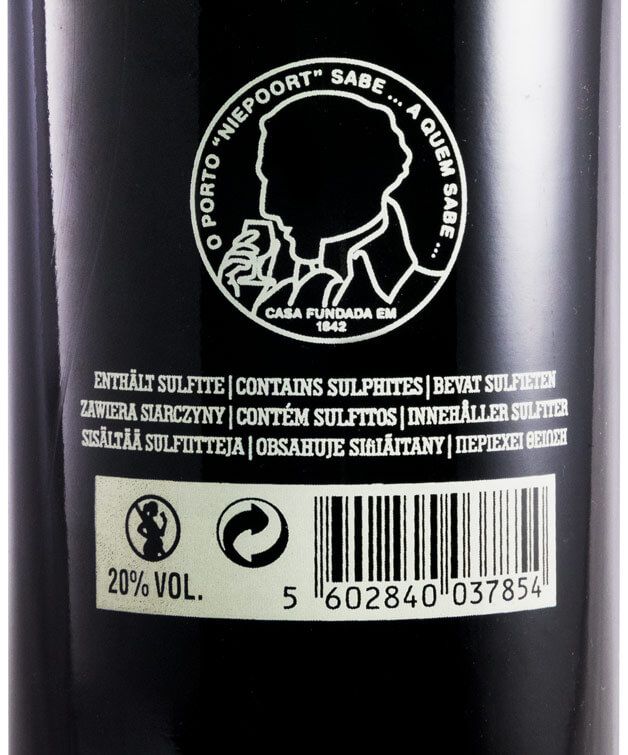 O PORTO "NIEPOORT" SABE ... A QUEM SABE ...
CASA FUNDADA EM
1842
ENTHÄLT SULFITE | CONTAINS SULPHITES | BEVAT SULFIETEN
ZAWIERA SIARCZYNY | CONTÉM SULFITOS | INNEHÅLLER SULFITER
SISÄLTÄÄ SULFIITTEJA | OBSAHUJE SIŘIČITANY | ΠΕΡΙΕΧΕΙ ΘΕΙΩΔΗ
20% VOL.
5 602840 037854